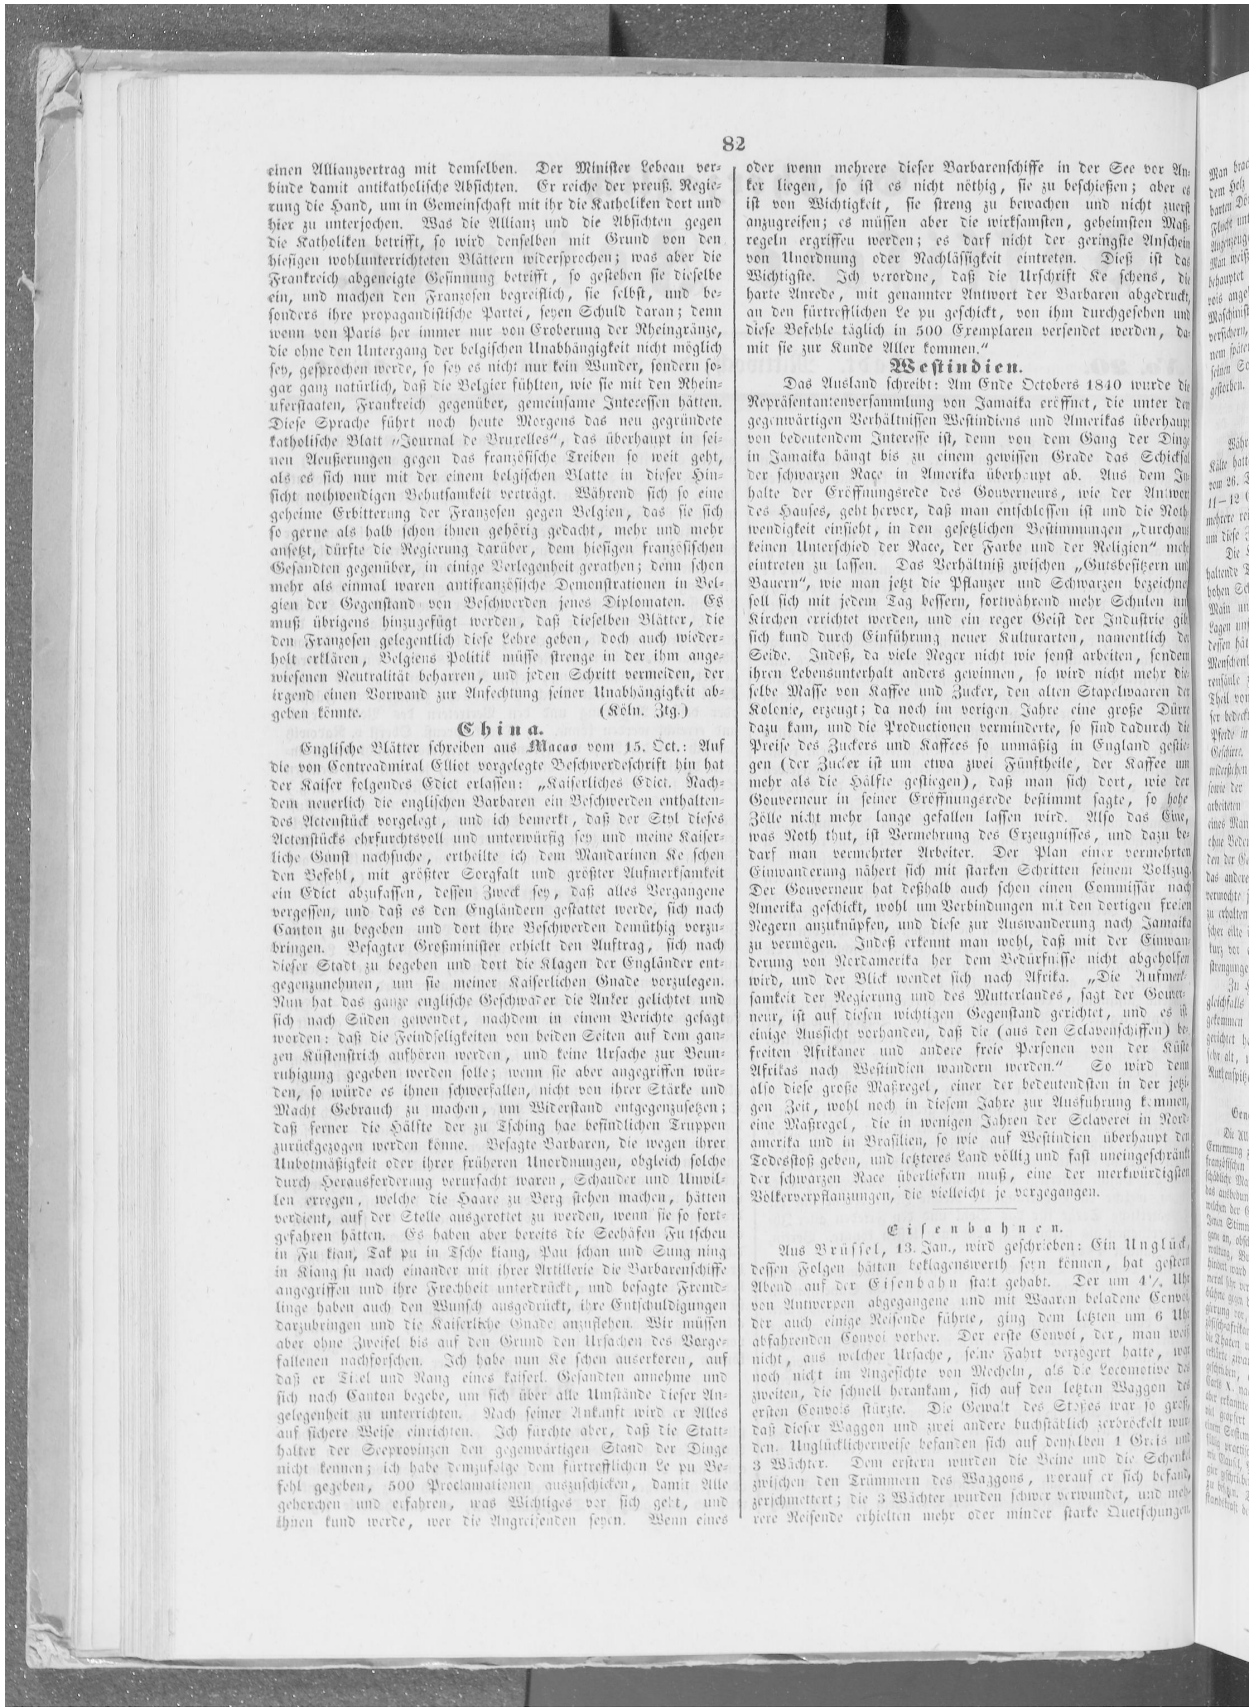 82
einen Allianzvertrag mit demselben. Der Minister Lebeau ver-
binde damit antikatholische Absichten. Er reiche der preuß. Regie-
rung die Hand, um in Gemeinschaft mit ihr die Katholiken dort und
hier zu unterjochen. Was die Allianz und die Absichten gegen
die Katholiken betrifft, so wird denselben mit Grund von den
hiesigen wohlunterrichteten Blättern widersprochen; was aber die
Frankreich abgeneigte Gesinnung betrifft, so gestehen sie dieselbe
ein, und machen den Franzosen begreiflich, sie selbst, und be-
sonders ihre propagandistische Partei, seyen Schuld daran; denn
wenn von Paris her immer nur von Eroberung der Rheingränze,
die ohne den Untergang der belgischen Unabhängigkeit nicht möglich
sey, gesprochen werde, so sey es nicht nur kein Wunder, sondern so-
gar ganz natürlich, daß die Belgier fühlten, wie sie mit den Rhein-
uferstaaten, Frankreich gegenüber, gemeinsame Interessen hätten.
Diese Sprache führt noch heute Morgens das neu gegründete
katholische Blatt „Journal de Bruxelles“, das überhaupt in sei-
nen Aeußerungen gegen das französische Treiben so weit geht,
als es sich nur mit der einem belgischen Blatte in dieser Hin-
sicht nothwendigen Behutsamkeit verträgt. Während sich so eine
geheime Erbitterung der Franzosen gegen Belgien, das sie sich
so gerne als halb schon ihnen gehörig gedacht, mehr und mehr
ansetzt, dürfte die Regierung darüber, dem hiesigen französischen
Gesandten gegenüber, in einige Verlegenheit gerathen; denn schon
mehr als einmal waren antifranzösische Demonstrationen in Bel-
gien der Gegenstand von Beschwerden jenes Diplomaten. Es
muß übrigens hinzugefügt werden, daß dieselben Blätter, die
den Franzosen gelegentlich diese Lehre geben, doch auch wieder-
holt erklären, Belgiens Politik müsse strenge in der ihm ange-
wiesenen Neutralität beharren, und jeden Schritt vermeiden, der
irgend einen Vorwand zur Anfechtung seiner Unabhängigkeit ab-
geben könnte. (Köln. Ztg.)
China.
Englische Blätter schreiben aus Macao vom 15. Oct.: Auf
die von Contreadmiral Elliot vorgelegte Beschwerdeschrift hin hat
der Kaiser folgendes Edict erlassen: „Kaiserliches Edict. Nach-
dem neuerlich die englischen Barbaren ein Beschwerden enthalten-
des Actenstück vorgelegt, und ich bemerkt, daß der Styl dieses
Actenstücks ehrfurchtsvoll und unterwürfig sey und meine Kaiser-
liche Gunst nachsuche, ertheilte ich dem Mandarinen Ke schen
den Befehl, mit größter Sorgfalt und größter Aufmerksamkeit
ein Edict abzufassen, dessen Zweck sey, daß alles Vergangene
vergessen, und daß es den Engländern gestattet werde, sich nach
Canton zu begeben und dort ihre Beschwerden demüthig vorzu-
bringen. Besagter Großminister erhielt den Auftrag, sich nach
dieser Stadt zu begeben und dort die Klagen der Engländer ent-
gegenzunehmen, um sie meiner Kaiserlichen Gnade vorzulegen.
Nun hat das ganze englische Geschwader die Anker gelichtet und
sich nach Süden gewendet, nachdem in einem Berichte gesagt
worden: daß die Feindseligkeiten von beiden Seiten auf dem gan-
zen Küstenstrich aufhören werden, und keine Ursache zur Beun-
ruhigung gegeben werden solle; wenn sie aber angegriffen wür-
den, so würde es ihnen schwerfallen, nicht von ihrer Stärke und
Macht Gebrauch zu machen, um Widerstand entgegenzusetzen;
daß ferner die Hälfte der zu Tsching hae befindlichen Truppen
zurückgezogen werden könne. Besagte Barbaren, die wegen ihrer
Unbotmäßigkeit oder ihrer früheren Unordnungen, obgleich solche
durch Herausforderung verursacht waren, Schauder und Unwil-
len erregen, welche die Haare zu Berg stehen machen, hätten
verdient, auf der Stelle ausgerottet zu werden, wenn sie so fort-
gefahren hätten. Es haben aber bereits die Seehäfen Fu tscheu
in Fu kian, Tak pu in Tsche kiang, Pau schan und Sung ning
in Kiang su nach einander mit ihrer Artillerie die Barbarenschiffe
angegriffen und ihre Frechheit unterdrückt, und besagte Fremd-
linge haben auch den Wunsch ausgedrückt, ihre Entschuldigungen
darzubringen und die Kaiserliche Gnade anzuflehen. Wir müssen
aber ohne Zweifel bis auf den Grund den Ursachen des Vorge-
fallenen nachforschen. Ich habe nun Ke schen auserkoren, auf
daß er Titel und Rang eines kaiserl. Gesandten annehme und
sich nach Canton begebe, um sich über alle Umstände dieser An-
gelegenheit zu unterrichten. Nach seiner Ankunft wird er Alles
auf sichere Weise einrichten. Ich fürchte aber, daß die Statt-
halter der Seeprovinzen den gegenwärtigen Stand der Dinge
nicht kennen; ich habe demzufolge dem fürtrefflichen Le pu Be-
fehl gegeben, 500 Proclamationen auszuschicken, damit Alle
gehorchen und erfahren, was Wichtiges vor sich geht, und
ihnen kund werde, wer die Angreifenden seyen. Wenn eines
oder wenn mehrere dieser Barbarenschiffe in der See vor An-
ker liegen, so ist es nicht nöthig, sie zu beschießen; aber es
ist von Wichtigkeit, sie streng zu bewachen und nicht zuerst
anzugreifen; es müssen aber die wirksamsten, geheimsten Maß-
regeln ergriffen werden; es darf nicht der geringste Anschein
von Unordnung oder Nachlässigkeit eintreten. Dieß ist das
Wichtigste. Ich verordne, daß die Urschrift Ke schens, die
harte Anrede, mit genannter Antwort der Barbaren abgedruckt,
an den fürtrefflichen Le pu geschickt, von ihm durchgesehen und
diese Befehle täglich in 500 Exemplaren versendet werden, da-
mit sie zur Kunde Aller kommen.“
Westindien.
Das Ausland schreibt: Am Ende Octobers 1840 wurde die
Repräsentantenversammlung von Jamaika eröffnet, die unter den
gegenwärtigen Verhältnissen Westindiens und Amerikas überhaupt
von bedeutendem Interesse ist, denn von dem Gang der Dinge
in Jamaika hängt bis zu einem gewissen Grade das Schicksal
der schwarzen Race in Amerika überhaupt ab. Aus dem In-
halte der Eröffnungsrede des Gouverneurs, wie der Antwort
des Hauses, geht hervor, daß man entschlossen ist und die Noth-
wendigkeit einsieht, in den gesetzlichen Bestimmungen „durchaus
keinen Unterschied der Race, der Farbe und der Religion“ mehr
eintreten zu lassen. Das Verhältniß zwischen „Gutsbesitzern und
Bauern“, wie man jetzt die Pflanzer und Schwarzen bezeichnet,
soll sich mit jedem Tag bessern, fortwährend mehr Schulen und
Kirchen errichtet werden, und ein reger Geist der Industrie gibt
sich kund durch Einführung neuer Kulturarten, namentlich der
Seide. Indeß, da viele Neger nicht wie sonst arbeiten, sondern
ihren Lebensunterhalt anders gewinnen, so wird nicht mehr die-
selbe Masse von Kaffee und Zucker, den alten Stapelwaaren der
Kolonie, erzeugt; da noch im vorigen Jahre eine große Dürre
dazu kam, und die Productionen verminderte, so sind dadurch die
Preise des Zuckers und Kaffees so unmäßig in England gestie-
gen (der Zucker ist um etwa zwei Fünftheile, der Kaffee um
mehr als die Hälfte gestiegen), daß man sich dort, wie der
Gouverneur in seiner Eröffnungsrede bestimmt sagte, so hohe
Zölle nicht mehr lange gefallen lassen wird. Also das Eine,
was Noth thut, ist Vermehrung des Erzeugnisses, und dazu be-
darf man vermehrter Arbeiter. Der Plan einer vermehrten
Einwanderung nähert sich mit starken Schritten seinem Vollzug.
Der Gouverneur hat deßhalb auch schon einen Commissär nach
Amerika geschickt, wohl um Verbindungen mit den dortigen freien
Negern anzuknüpfen, und diese zur Auswanderung nach Jamaika
zu vermögen. Indeß erkennt man wohl, daß mit der Einwan-
derung von Nordamerika her dem Bedürfnisse nicht abgeholfen
wird, und der Blick wendet sich nach Afrika. „Die Aufmerk-
samkeit der Regierung und des Mutterlandes, sagt der Gouver-
neur, ist auf diesen wichtigen Gegenstand gerichtet, und es ist
einige Aussicht vorhanden, daß die (aus den Sclavenschiffen) be-
freiten Afrikaner und andere freie Personen von der Küste
Afrikas nach Westindien wandern werden.“ So wird denn
also diese große Maßregel, einer der bedeutendsten in der jetzi-
gen Zeit, wohl noch in diesem Jahre zur Ausführung kommen,
eine Maßregel, die in wenigen Jahren der Sclaverei in Nord-
amerika und in Brasilien, so wie auf Westindien überhaupt den
Todesstoß geben, und letzteres Land völlig und fast uneingeschränkt
der schwarzen Race überliefern muß, eine der merkwürdigsten
Völkerverpflanzungen, die vielleicht je vorgegangen.
Eisenbahnen.
Aus Brüssel, 13. Jan., wird geschrieben: Ein Unglück,
dessen Folgen hätten beklagenswerth seyn können, hat gestern
Abend auf der Eisenbahn statt gehabt. Der um 4½ Uhr
von Antwerpen abgegangene und mit Waaren beladene Convoi,
der auch einige Reisende führte, ging dem letzten um 6 Uhr
abfahrenden Convoi vorher. Der erste Convoi, der, man weiß
nicht, aus welcher Ursache, seine Fahrt verzögert hatte, war
noch nicht im Angesichte von Mecheln, als die Locomotive des
zweiten, die schnell herankam, sich auf den letzten Waggon des
ersten Convois stürzte. Die Gewalt des Stoßes war so groß,
daß dieser Waggon und zwei andere buchstäblich zerbröckelt wur-
den. Unglücklicherweise befanden sich auf denselben 1 Greis und
3 Wächter. Dem erstern wurden die Beine und die Schenkel
zwischen den Trümmern des Waggons, worauf er sich befand,
zerschmettert; die 3 Wächter wurden schwer verwundet, und meh-
rere Reisende erhielten mehr oder minder starke Quetschungen.